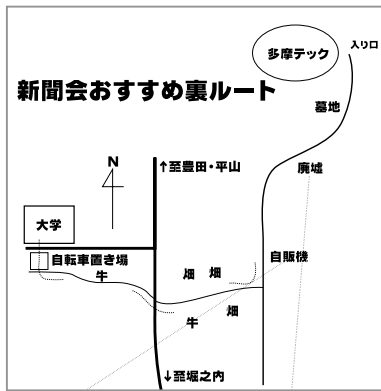 多摩テック
入り口
新聞会おすすめ裏ルート
墓地
N
↑至豊田・平山
廃墟
大学
自転車置き場
牛
畑 畑
自販機
牛
畑
↓至堀之内